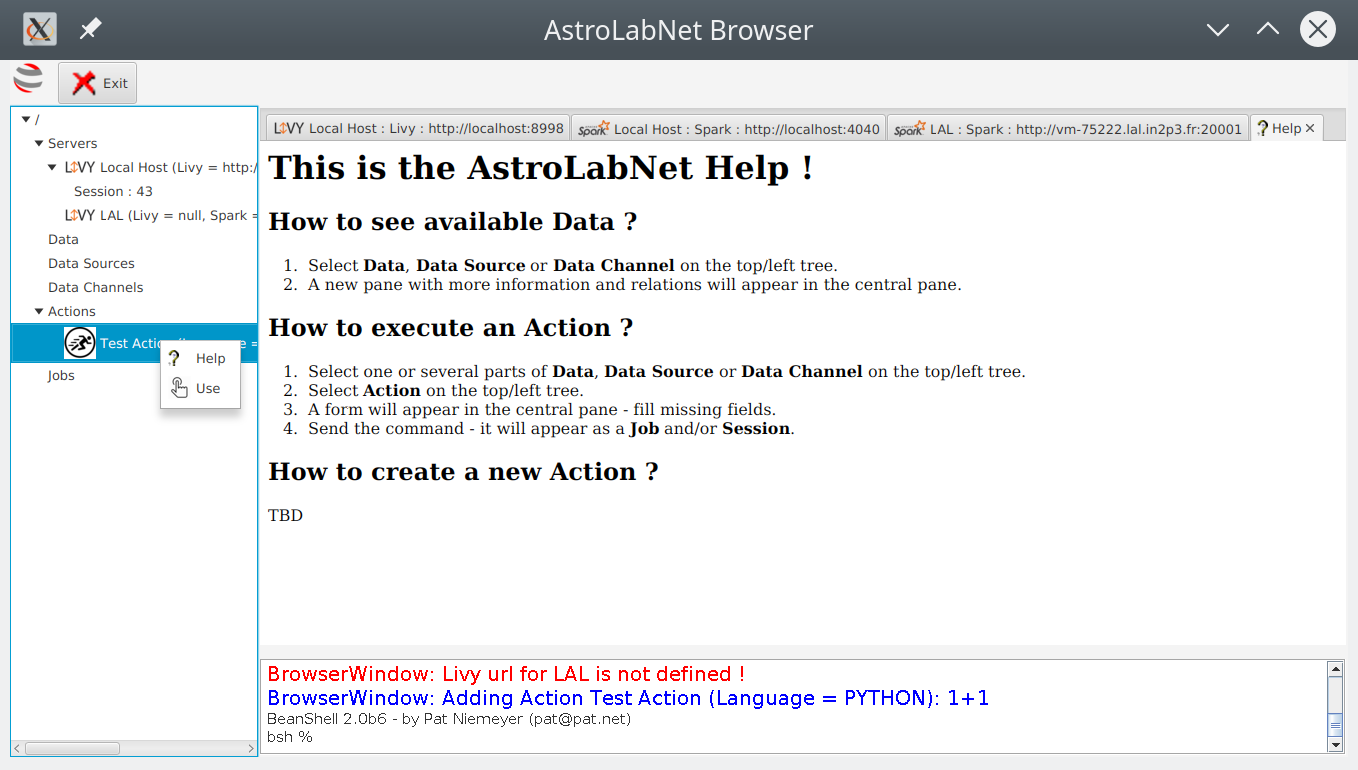 AstroLabNet Browser
Exit
/
Servers
LIVY Local Host (Livy = http:/
Session : 43
LIVY LAL (Livy = null, Spark =
Data
Data Sources
Data Channels
Actions
Test Actio
Help
Use
Jobs
LIVY Local Host : Livy : http://localhost:8998
Spark Local Host : Spark : http://localhost:4040
Spark LAL : Spark : http://vm-75222.lal.in2p3.fr:20001
? Help
This is the AstroLabNet Help !
How to see available Data ?
1. Select Data, Data Source or Data Channel on the top/left tree.
2. A new pane with more information and relations will appear in the central pane.
How to execute an Action ?
1. Select one or several parts of Data, Data Source or Data Channel on the top/left tree.
2. Select Action on the top/left tree.
3. A form will appear in the central pane - fill missing fields.
4. Send the command - it will appear as a Job and/or Session.
How to create a new Action ?
TBD
BrowserWindow: Livy url for LAL is not defined !
BrowserWindow: Adding Action Test Action (Language = PYTHON): 1+1
BeanShell 2.0b6 - by Pat Niemeyer (pat@pat.net)
bsh %